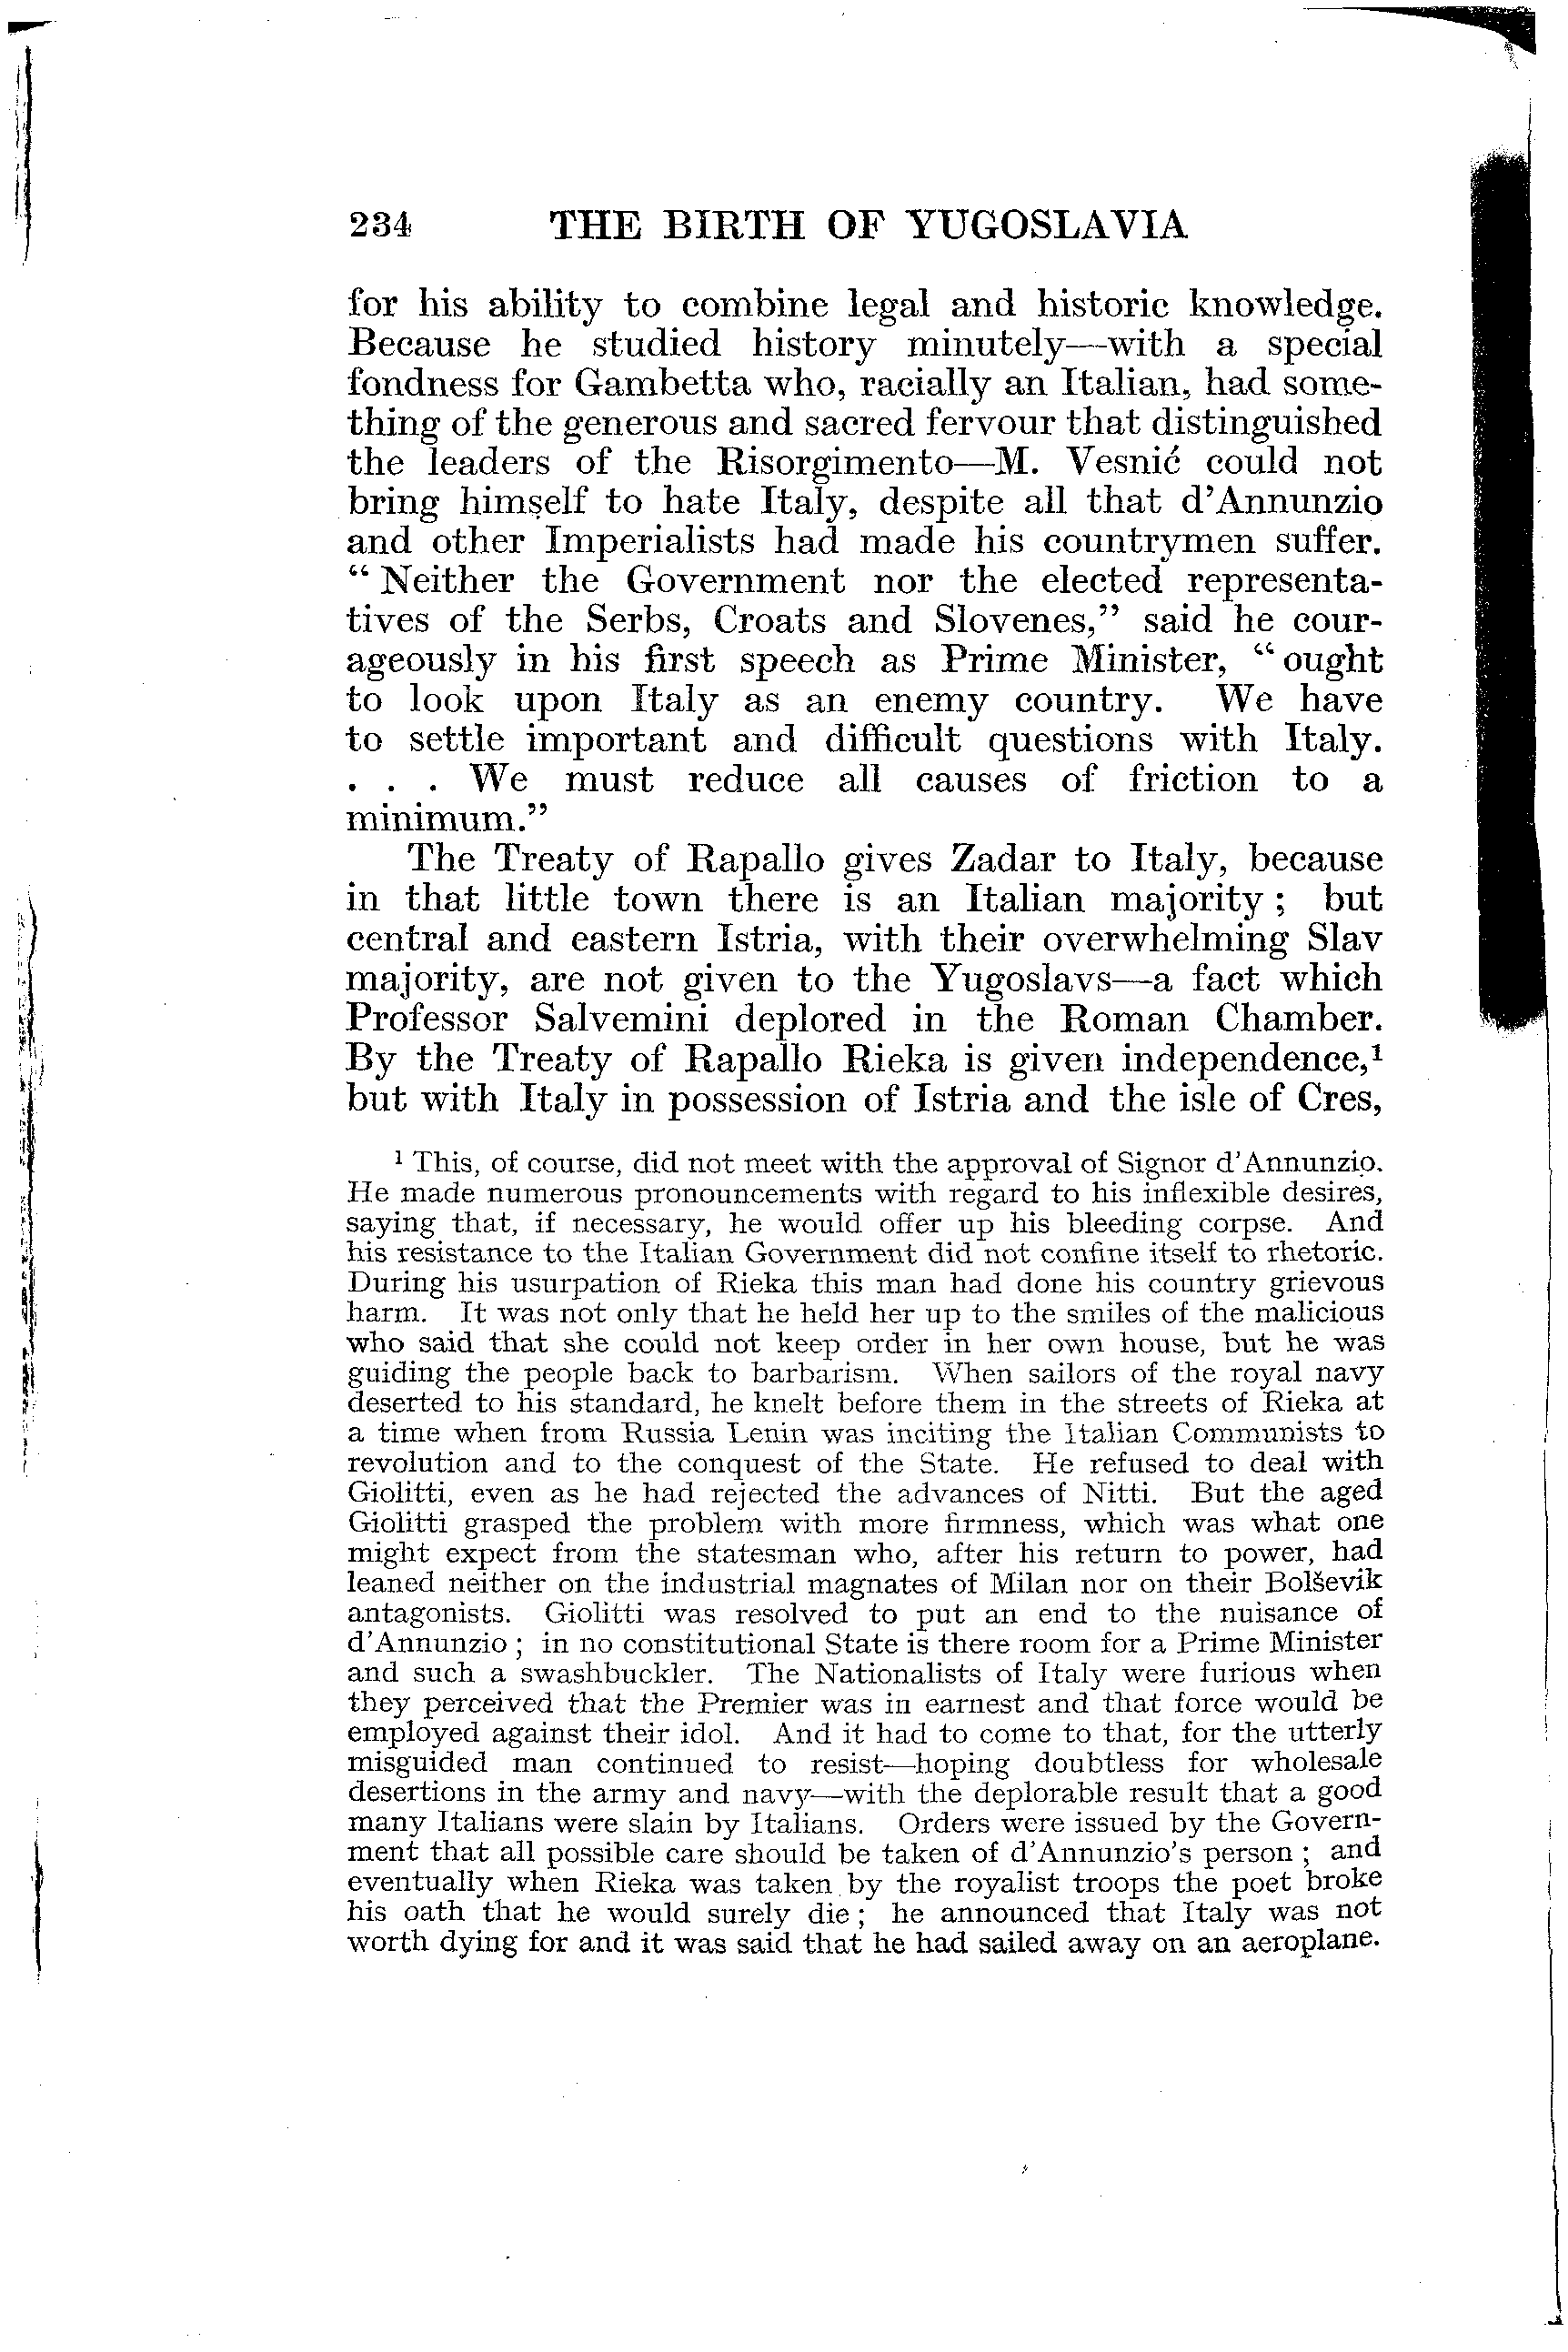 234 THE BIRTH OF YUGOSLAVIA
for his ability to combine legal and historic knowledge.
Because he studied history minutely—with a special
fondness for Gambetta who, racially an Italian, had some-
thing of the generous and sacred fervour that distinguished
the leaders of the Risorgimento—M. Vesnić could not
bring himself to hate Italy, despite all that d'Annunzio
and other Imperialists had made his countrymen suffer.
“ Neither the Government nor the elected representa-
tives of the Serbs, Croats and Slovenes,” said he cour-
ageously in his first speech as Prime Minister, “ ought
to look upon Italy as an enemy country. We have
to settle important and difficult questions with Italy.
. . . We must reduce all causes of friction to a
minimum.”
The Treaty of Rapallo gives Zadar to Italy, because
in that little town there is an Italian majority ; but
central and eastern Istria, with their overwhelming Slav
majority, are not given to the Yugoslavs—a fact which
Professor Salvemini deplored in the Roman Chamber.
By the Treaty of Rapallo Rieka is given independence,¹
but with Italy in possession of Istria and the isle of Cres,
¹ This, of course, did not meet with the approval of Signor d'Annunzio.
He made numerous pronouncements with regard to his inflexible desires,
saying that, if necessary, he would offer up his bleeding corpse. And
his resistance to the Italian Government did not confine itself to rhetoric.
During his usurpation of Rieka this man had done his country grievous
harm. It was not only that he held her up to the smiles of the malicious
who said that she could not keep order in her own house, but he was
guiding the people back to barbarism. When sailors of the royal navy
deserted to his standard, he knelt before them in the streets of Rieka at
a time when from Russia Lenin was inciting the Italian Communists to
revolution and to the conquest of the State. He refused to deal with
Giolitti, even as he had rejected the advances of Nitti. But the aged
Giolitti grasped the problem with more firmness, which was what one
might expect from the statesman who, after his return to power, had
leaned neither on the industrial magnates of Milan nor on their Bolševik
antagonists. Giolitti was resolved to put an end to the nuisance of
d'Annunzio ; in no constitutional State is there room for a Prime Minister
and such a swashbuckler. The Nationalists of Italy were furious when
they perceived that the Premier was in earnest and that force would be
employed against their idol. And it had to come to that, for the utterly
misguided man continued to resist—hoping doubtless for wholesale
desertions in the army and navy—with the deplorable result that a good
many Italians were slain by Italians. Orders were issued by the Govern-
ment that all possible care should be taken of d'Annunzio's person ; and
eventually when Rieka was taken by the royalist troops the poet broke
his oath that he would surely die ; he announced that Italy was not
worth dying for and it was said that he had sailed away on an aeroplane.